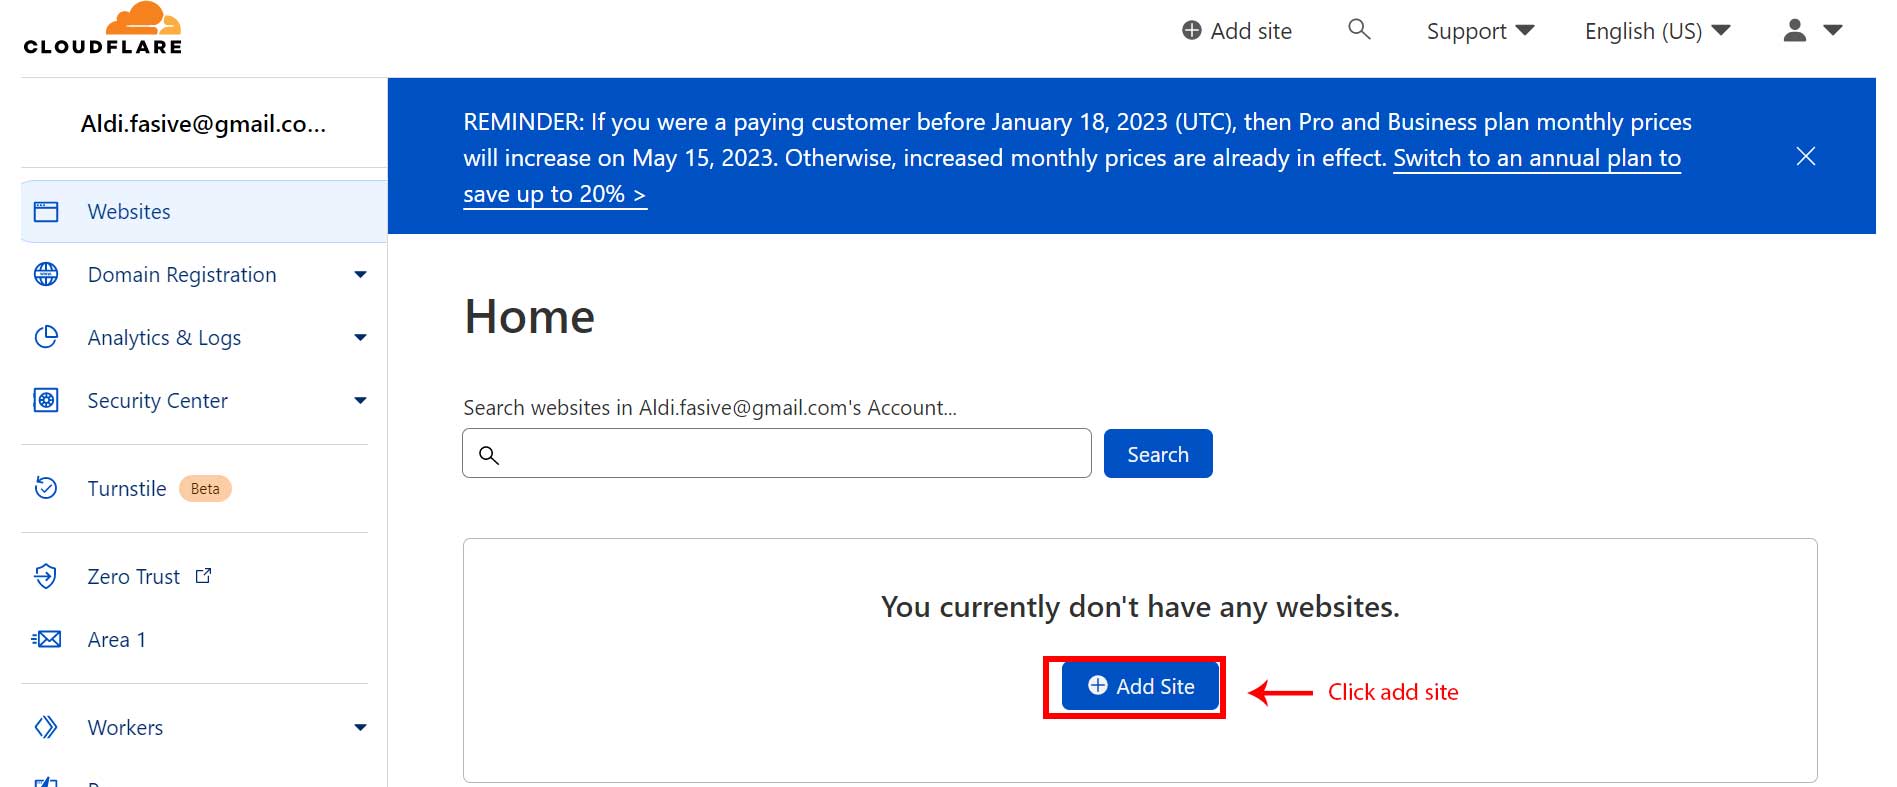 CLOUDFLARE
Add site
Support
English (US)
Aldi.fasive@gmail.co...
REMINDER: If you were a paying customer before January 18, 2023 (UTC), then Pro and Business plan monthly prices
will increase on May 15, 2023. Otherwise, increased monthly prices are already in effect. Switch to an annual plan to
save up to 20% >
Websites
Domain Registration
Analytics & Logs
Security Center
Turnstile Beta
Zero Trust
Area 1
Workers
Home
Search websites in Aldi.fasive@gmail.com's Account...
Search
You currently don't have any websites.
Add Site
Click add site